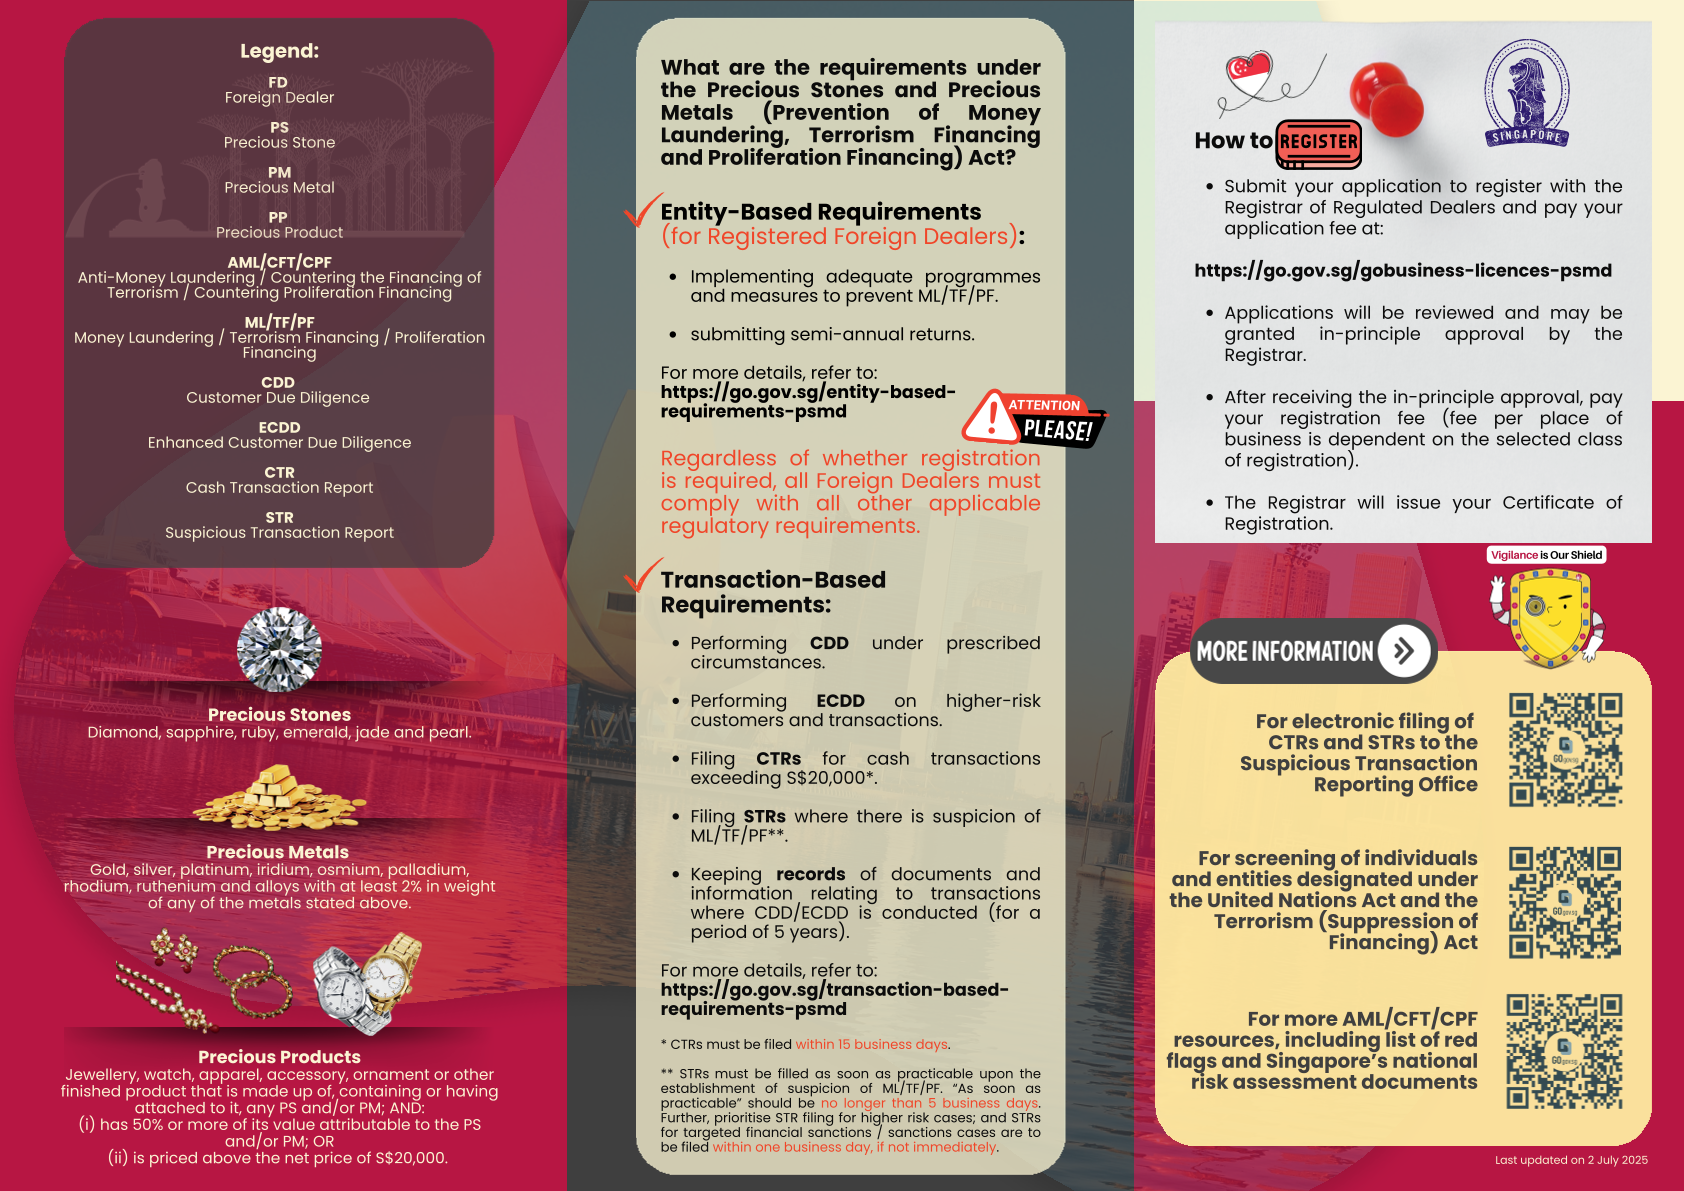 Legend:
FD
Foreign Dealer
PS
Precious Stone
PM
Precious Metal
PP
Precious Product
AML/CFT/CPF
Anti-Money Laundering / Countering the Financing of
Terrorism / Countering Proliferation Financing
ML/TF/PF
Money Laundering / Terrorism Financing / Proliferation
Financing
CDD
Customer Due Diligence
ECDD
Enhanced Customer Due Diligence
CTR
Cash Transaction Report
STR
Suspicious Transaction Report
Precious Stones
Diamond, sapphire, ruby, emerald, jade and pearl.
Precious Metals
Gold, silver, platinum, iridium, osmium, palladium,
rhodium, ruthenium and alloys with at least 2% in weight
of any of the metals stated above.
Precious Products
Jewellery, watch, apparel, accessory, ornament or other
finished product that is made up of, containing or having
attached to it, any PS and/or PM; AND:
(i) has 50% or more of its value attributable to the PS
and/or PM; OR
(ii) is priced above the net price of S$20,000.
What are the requirements under
the Precious Stones and Precious
Metals (Prevention of Money
Laundering, Terrorism Financing
and Proliferation Financing) Act?
Entity-Based Requirements
(for Registered Foreign Dealers):
• Implementing adequate programmes
and measures to prevent ML/TF/PF.
• submitting semi-annual returns.
For more details, refer to:
https://go.gov.sg/entity-based-
requirements-psmd
ATTENTION
PLEASE!
Regardless of whether registration
is required, all Foreign Dealers must
comply with all other applicable
regulatory requirements.
Transaction-Based
Requirements:
• Performing CDD under prescribed
circumstances.
• Performing ECDD on higher-risk
customers and transactions.
• Filing CTRs for cash transactions
exceeding S$20,000*.
• Filing STRs where there is suspicion of
ML/TF/PF**.
• Keeping records of documents and
information relating to transactions
where CDD/ECDD is conducted (for a
period of 5 years).
For more details, refer to:
https://go.gov.sg/transaction-based-
requirements-psmd
* CTRs must be filed within 15 business days.
** STRs must be filled as soon as practicable upon the
establishment of suspicion of ML/TF/PF. “As soon as
practicable” should be no longer than 5 business days.
Further, prioritise STR filing for higher risk cases; and STRs
for targeted financial sanctions / sanctions cases are to
be filed within one business day, if not immediately.
SINGAPORE
How to REGISTER
• Submit your application to register with the
Registrar of Regulated Dealers and pay your
application fee at:
https://go.gov.sg/gobusiness-licences-psmd
• Applications will be reviewed and may be
granted in-principle approval by the
Registrar.
• After receiving the in-principle approval, pay
your registration fee (fee per place of
business is dependent on the selected class
of registration).
• The Registrar will issue your Certificate of
Registration.
Vigilance is Our Shield
MORE INFORMATION
For electronic filing of
CTRs and STRs to the
Suspicious Transaction
Reporting Office
GO.gov.sg
For screening of individuals
and entities designated under
the United Nations Act and the
Terrorism (Suppression of
Financing) Act
GO.gov.sg
For more AML/CFT/CPF
resources, including list of red
flags and Singapore’s national
risk assessment documents
GO.gov.sg
Last updated on 2 July 2025